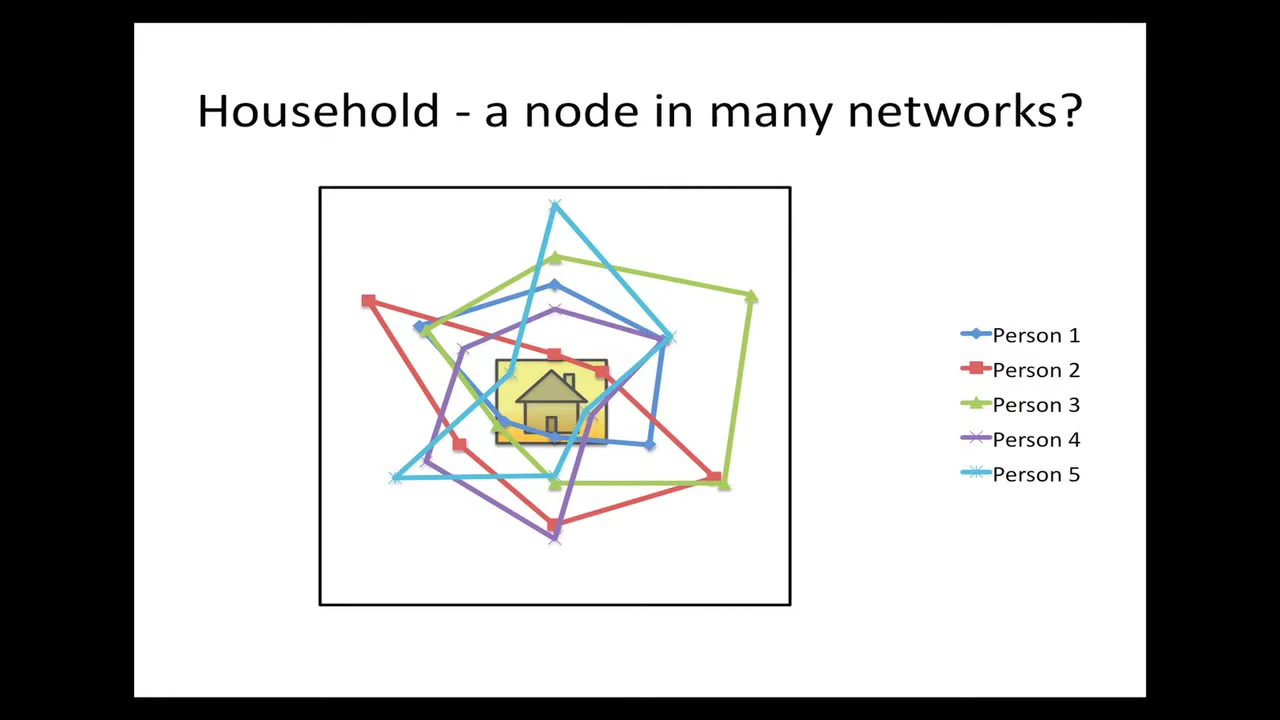 Household - a node in many networks?
Person 1
Person 2
Person 3
Person 4
Person 5